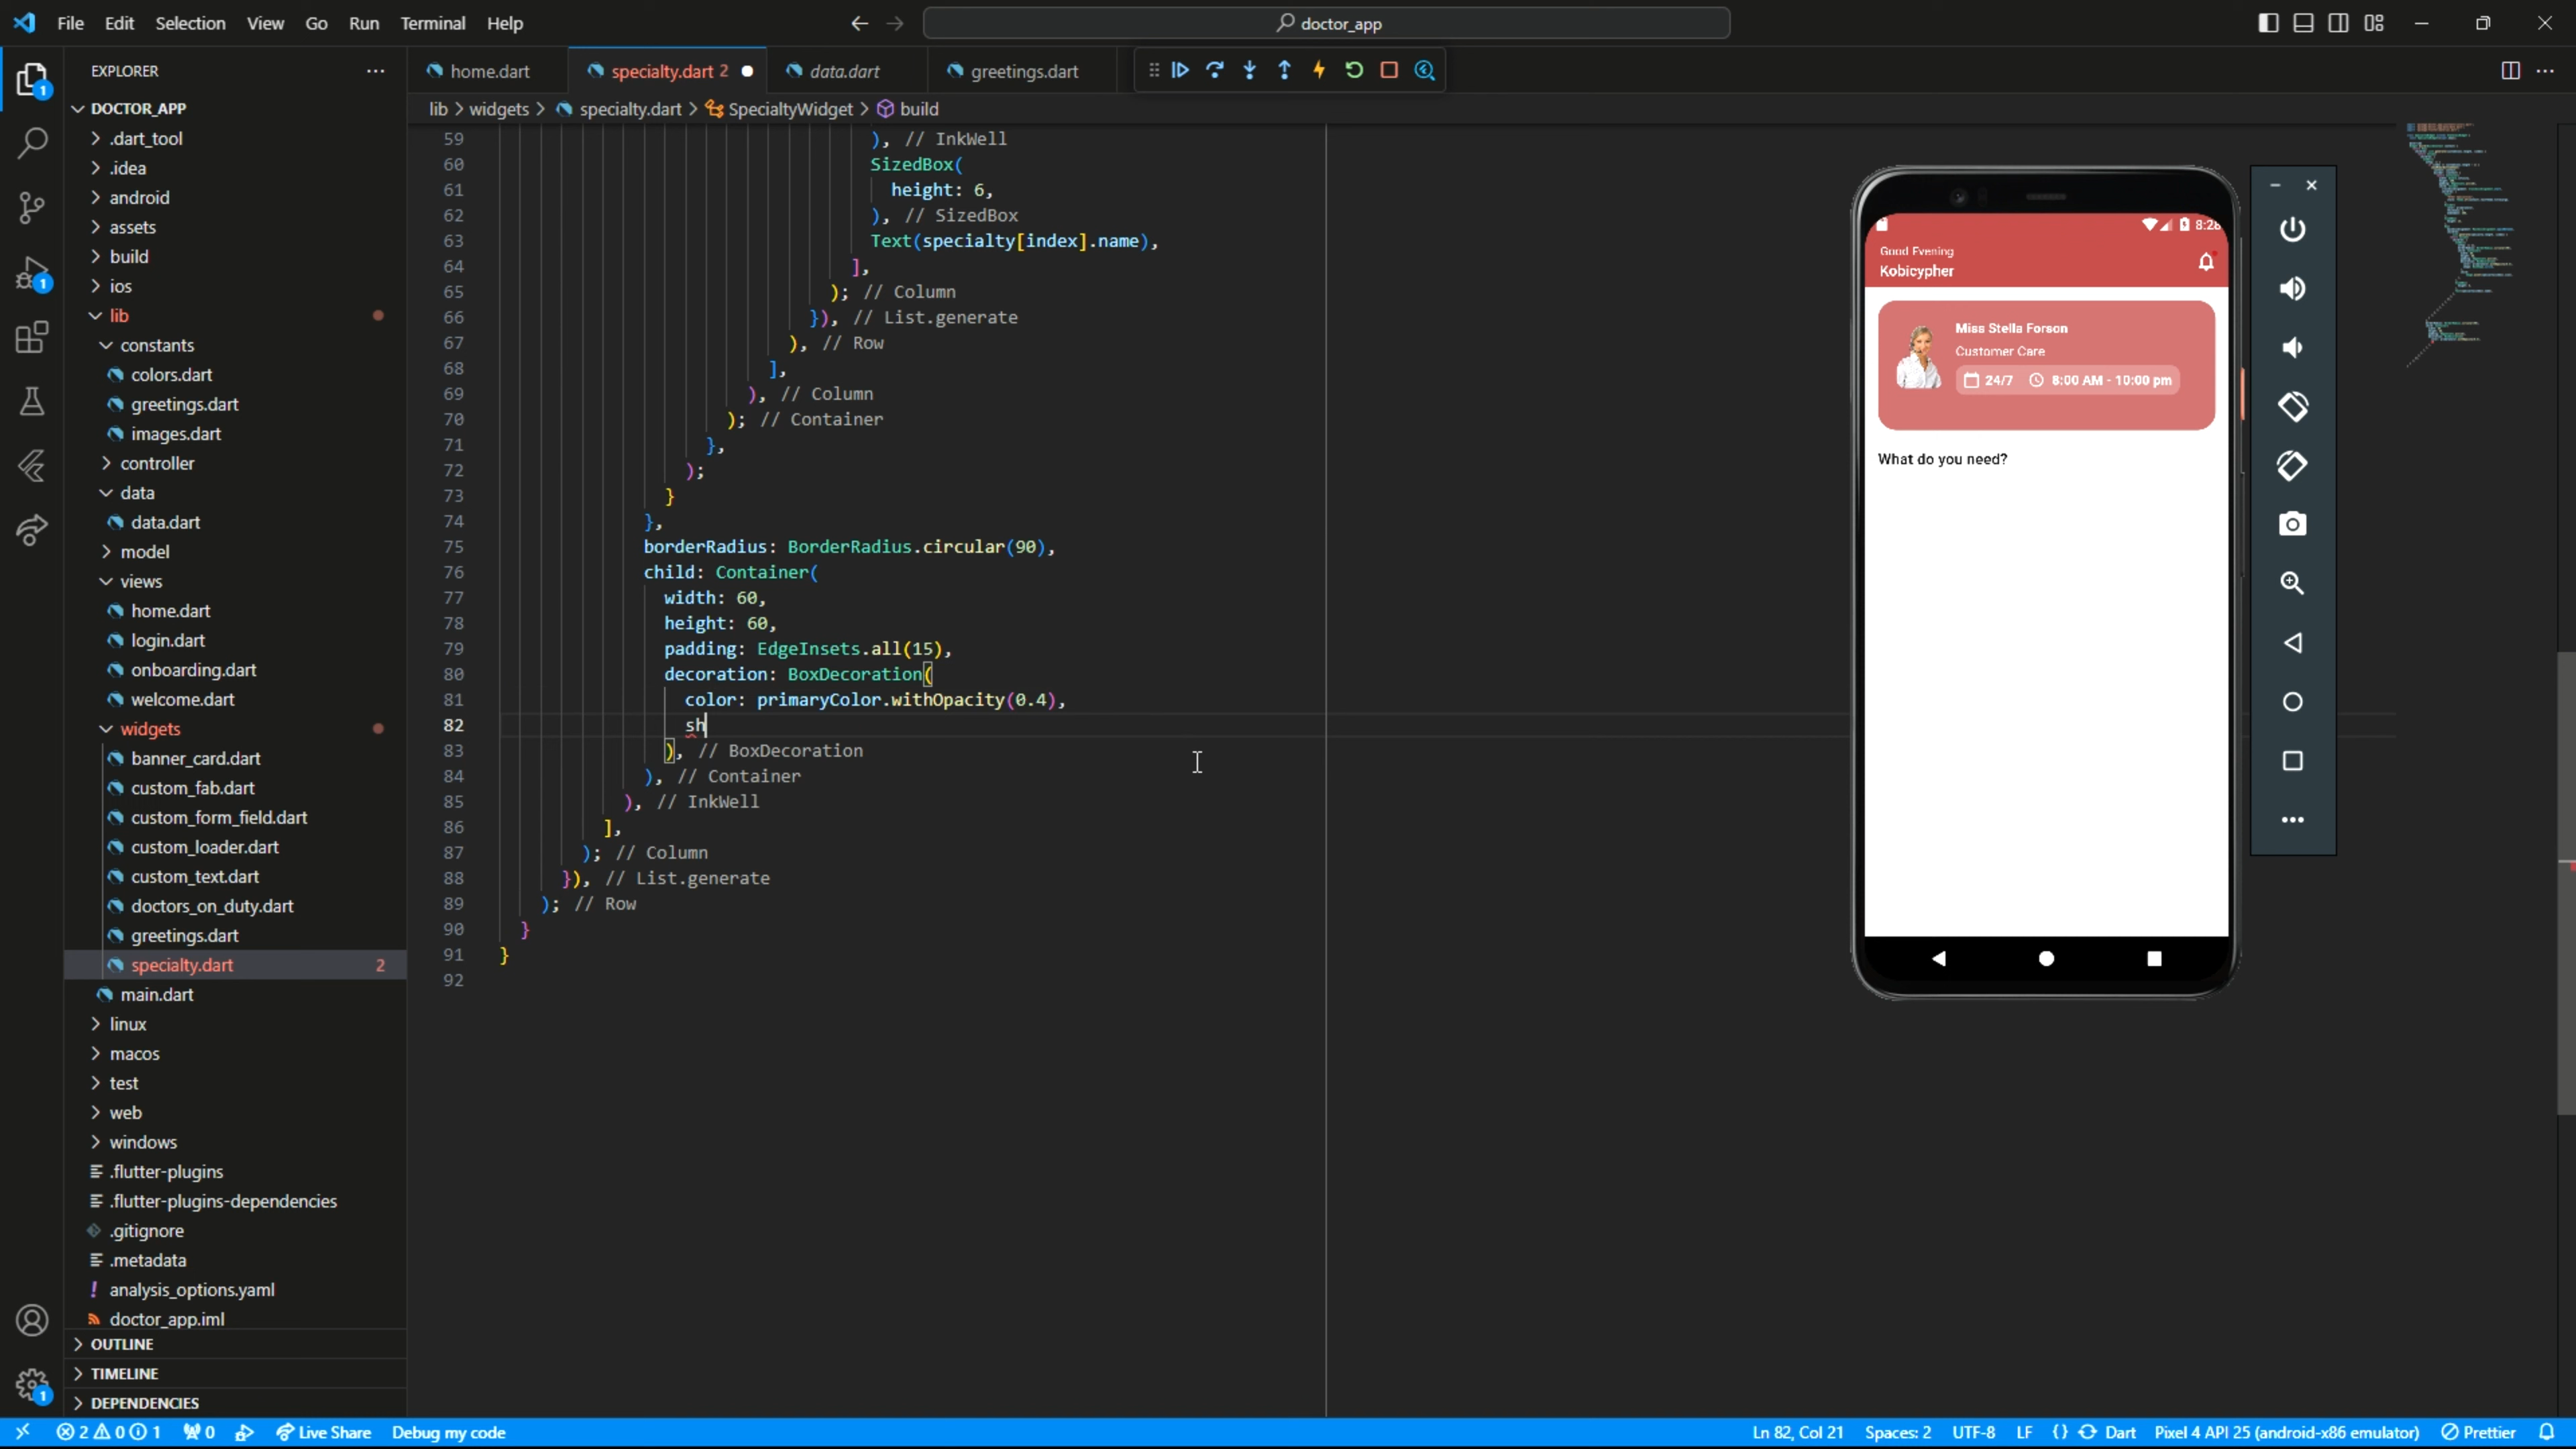 File Edit Selection View Go Run Terminal Help
doctor_app
EXPLORER
DOCTOR_APP
.dart_tool
.idea
android
assets
build
ios
lib
constants
colors.dart
greetings.dart
images.dart
controller
data
data.dart
model
views
home.dart
login.dart
onboarding.dart
welcome.dart
widgets
banner_card.dart
custom_fab.dart
custom_form_field.dart
custom_loader.dart
custom_text.dart
doctors_on_duty.dart
greetings.dart
specialty.dart 2
main.dart
linux
macos
test
web
windows
.flutter-plugins
.flutter-plugins-dependencies
.gitignore
.metadata
analysis_options.yaml
doctor_app.iml
OUTLINE
TIMELINE
DEPENDENCIES
1
1
1
home.dart specialty.dart 2 data.dart greetings.dart
lib > widgets > specialty.dart > SpecialtyWidget > build
59 ), // InkWell
60 SizedBox(
61 height: 6,
62 ), // SizedBox
63 Text(specialty[index].name),
64 ],
65 ); // Column
66 }), // List.generate
67 ), // Row
68 ],
69 ), // Column
70 ); // Container
71 },
72 );
73 }
74 },
75 borderRadius: BorderRadius.circular(90),
76 child: Container(
77 width: 60,
78 height: 60,
79 padding: EdgeInsets.all(15),
80 decoration: BoxDecoration(
81 color: primaryColor.withOpacity(0.4),
82 sh
83 ), // BoxDecoration
84 ), // Container
85 ), // InkWell
86 ],
87 ); // Column
88 }), // List.generate
89 ); // Row
90 }
91 }
92
8:28
Good Evening
Kobicypher
Miss Stella Forson
Customer Care
24/7 8:00 AM - 10:00 pm
What do you need?
2 0 1 0 Live Share Debug my code Ln 82, Col 21 Spaces: 2 UTF-8 LF {} Dart Pixel 4 API 25 (android-x86 emulator) Prettier